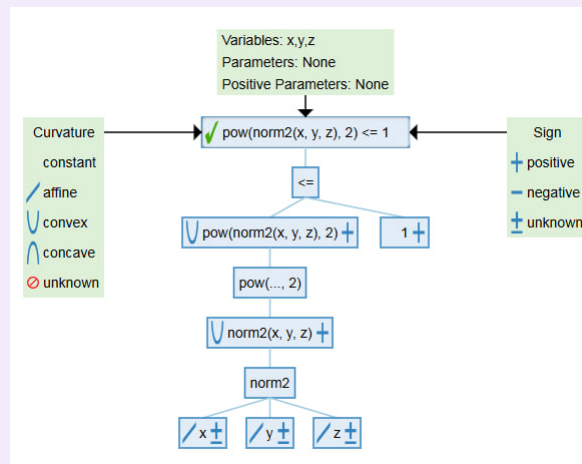 Variables: x,y,z
Parameters: None
Positive Parameters: None
Curvature
constant
affine
convex
concave
unknown
pow(norm2(x, y, z), 2) <= 1
Sign
+ positive
- negative
± unknown
<=
pow(norm2(x, y, z), 2) +
1 +
pow(..., 2)
norm2(x, y, z) +
norm2
x ±
y ±
z ±